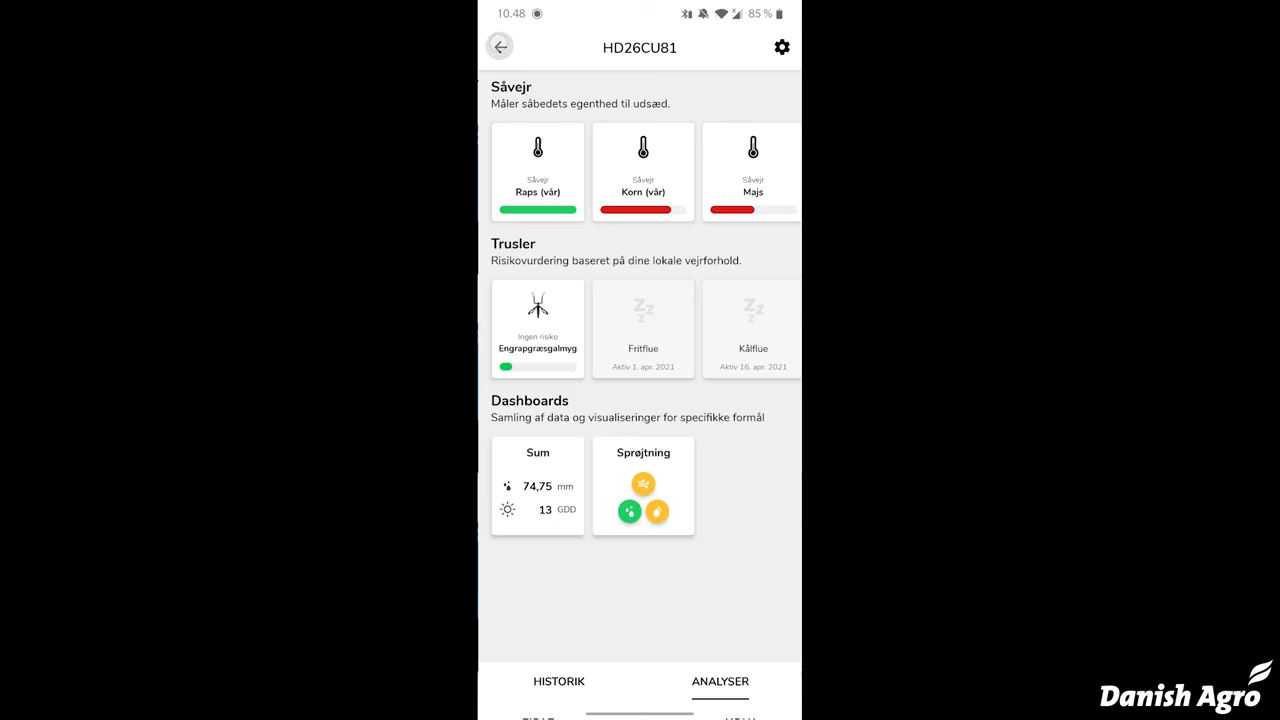 10.48
85 %
HD26CU81
Såvejr
Måler såbedets egenthed til udsæd.
Såvejr
Raps (vår)
Såvejr
Korn (vår)
Såvejr
Majs
Trusler
Risikovurdering baseret på dine lokale vejrforhold.
Ingen risiko
Engrapgræsgalmyg
Fritflue
Aktiv 1. apr. 2021
Kålflue
Aktiv 16. apr. 2021
Dashboards
Samling af data og visualiseringer for specifikke formål
Sum
74,75 mm
13 GDD
Sprøjtning
HISTORIK
ANALYSER
Danish Agro